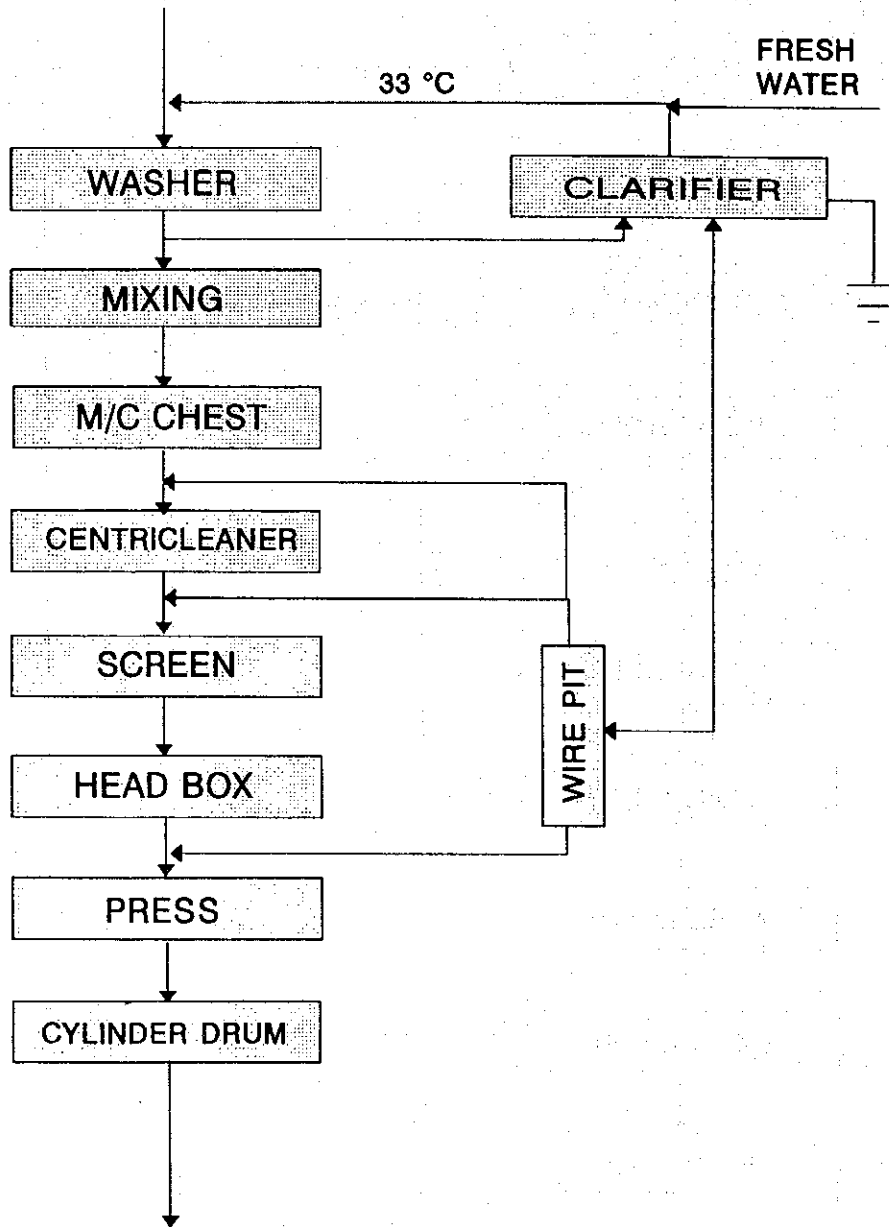 FRESH
WATER
33 °C
WASHER
CLARIFIER
MIXING
M/C CHEST
CENTRICLEANER
SCREEN
WIRE PIT
HEAD BOX
PRESS
CYLINDER DRUM